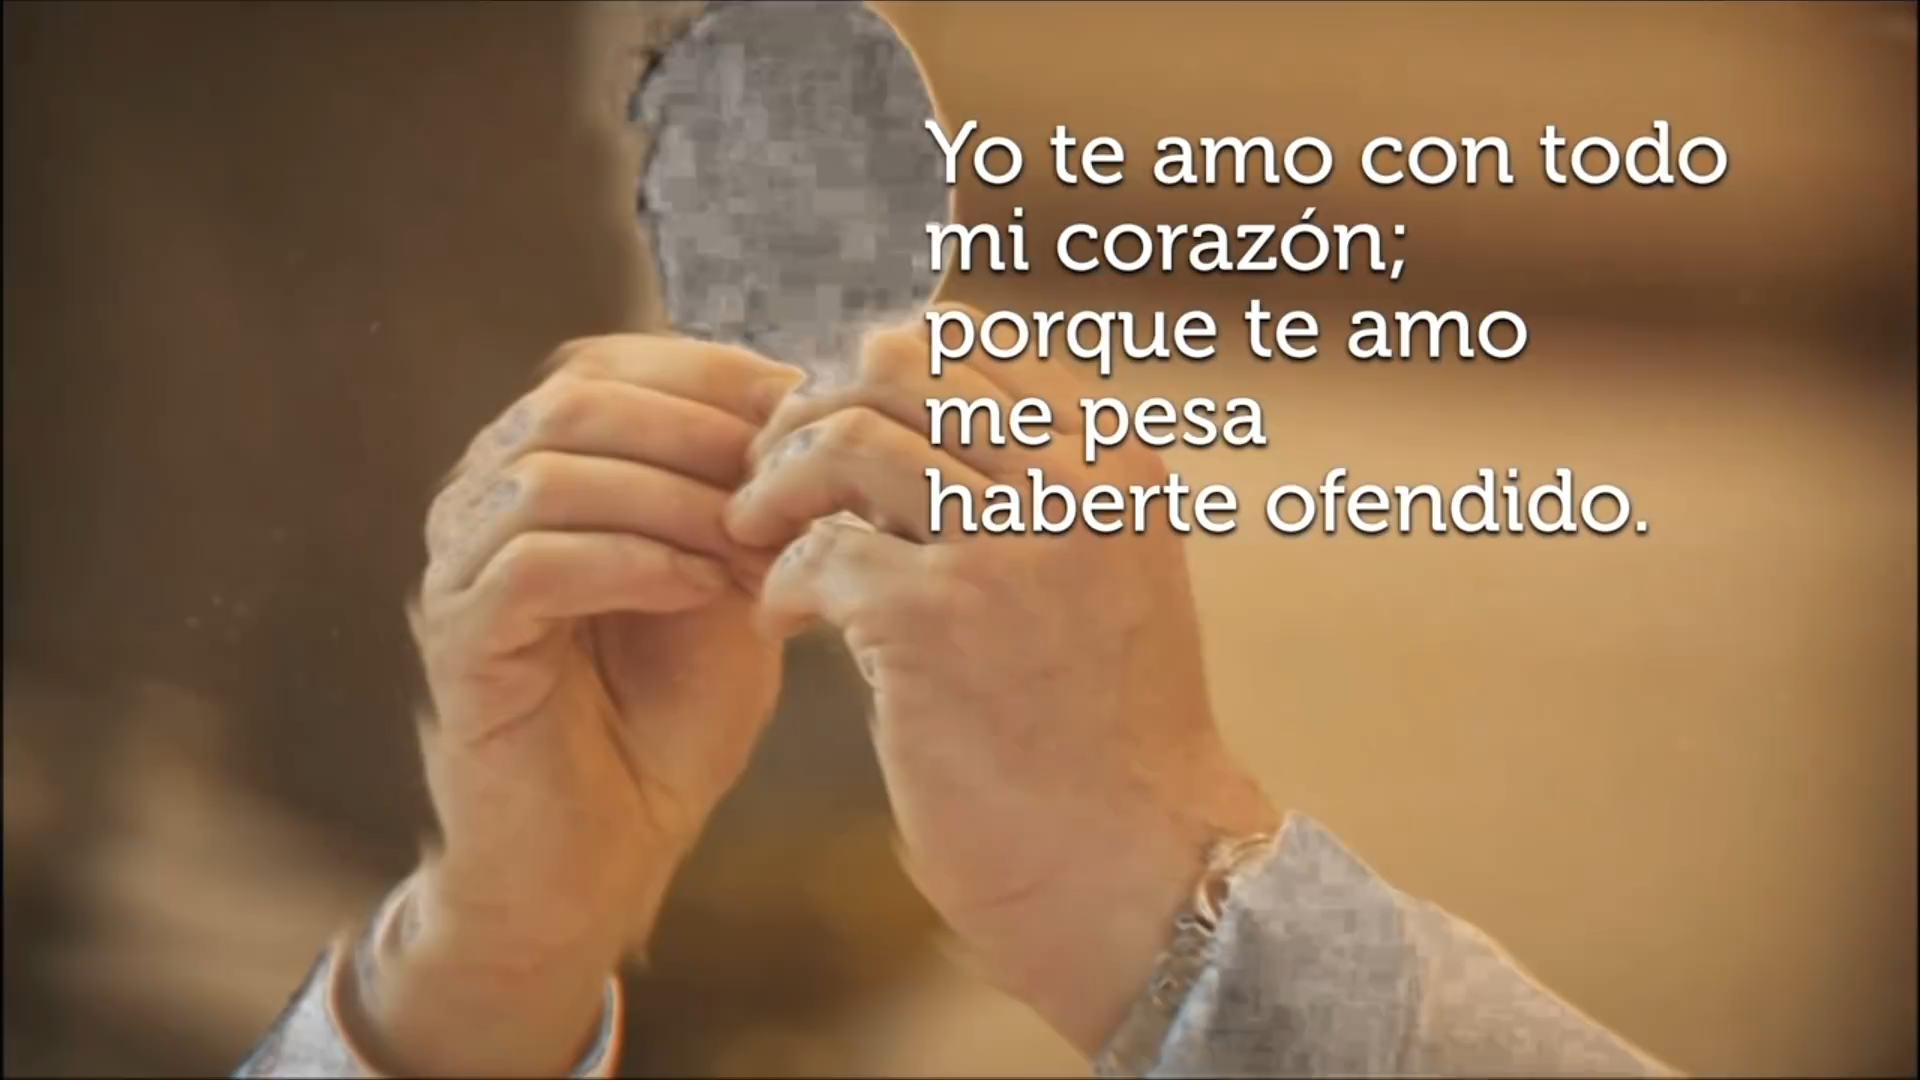 Yo te amo con todo
mi corazón;
porque te amo
me pesa
haberte ofendido.